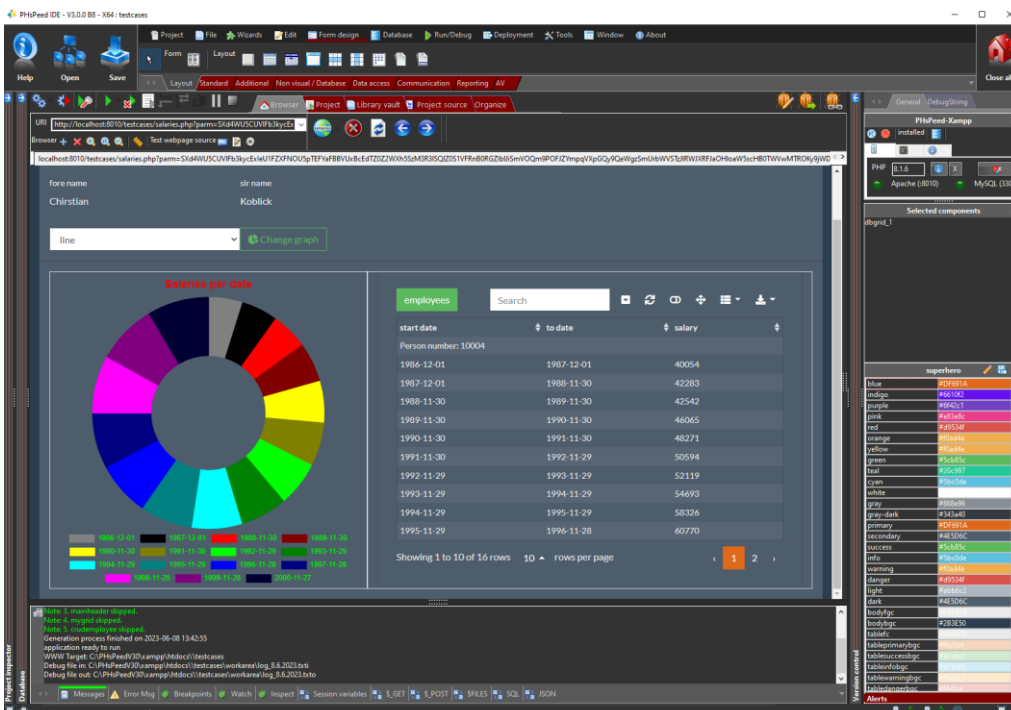 PHsPeed IDE - V3.0.0 B8 - X64 : testcases
Project File Wizards Edit Form design Database Run/Debug Deployment Tools Window About
Form Layout
Help Open Save Close all
Layout Standard Additional Non visual / Database Data access Communication Reporting AV
Browser Project Library vault Project source Organize
General DebugString
URI http://localhost:8010/testcases/salaries.php?parm=SXd4WU5CUVlFb3kycEx
Browser Test webpage source
PHsPeed-Xampp
installed
PHP 8.1.6 X
Apache (:8010) MySQL (330
Selected components
dbgrid_1
fore name sir name
Chirstian Koblick
line Change graph
Salaries per date
employees Search
start date to date salary
Person number: 10004
1986-12-01 1987-12-01 40054
1987-12-01 1988-11-30 42283
1988-11-30 1989-11-30 42542
1989-11-30 1990-11-30 46065
1990-11-30 1991-11-30 48271
1991-11-30 1992-11-29 50594
1992-11-29 1993-11-29 52119
1993-11-29 1994-11-29 54693
1994-11-29 1995-11-29 58326
1995-11-29 1996-11-28 60770
Showing 1 to 10 of 16 rows 10 rows per page 1 2
1986-12-01 1987-12-01 1988-11-30 1989-11-30
1990-11-30 1991-11-30 1992-11-29 1993-11-29
1994-11-29 1995-11-29 1996-11-28 1997-11-28
1998-11-28 1999-11-28 2000-11-27
superhero
blue #DF691A
indigo #6610f2
purple #6f42c1
pink #e83e8c
red #d9534f
orange #f0ad4e
yellow #f0ad4e
green #5cb85c
teal #20c997
cyan #5bc0de
white
gray #868e96
gray-dark #343a40
primary #DF691A
secondary #4E5D6C
success #5cb85c
info #5bc0de
warning #f0ad4e
danger #d9534f
light #abb6c2
dark #4E5D6C
bodyfgc
bodybgc #2B3E50
tablefc
tableprimarybgc
tablesuccessbgc
tableinfobgc
tablewarningbgc
tabledangerbgc
Alerts
Note: 3. mainheader skipped.
Note: 4. mygrid skipped.
Note: 5. crudemployee skipped.
Generation process finished on 2023-06-08 13:42:55
application ready to run
WWW Target: C:\PHsPeedV30\xampp\htdocs\\testcases
Debug file in: C:\PHsPeedV30\xampp\htdocs\\testcases\workarea\log_8.6.2023.txti
Debug file out: C:\PHsPeedV30\xampp\htdocs\\testcases\workarea\log_8.6.2023.txto
Messages Error Msg Breakpoints Watch Inspect Session variables $_GET $_POST $FILES SQL JSON
Project inspector
Database
Version control